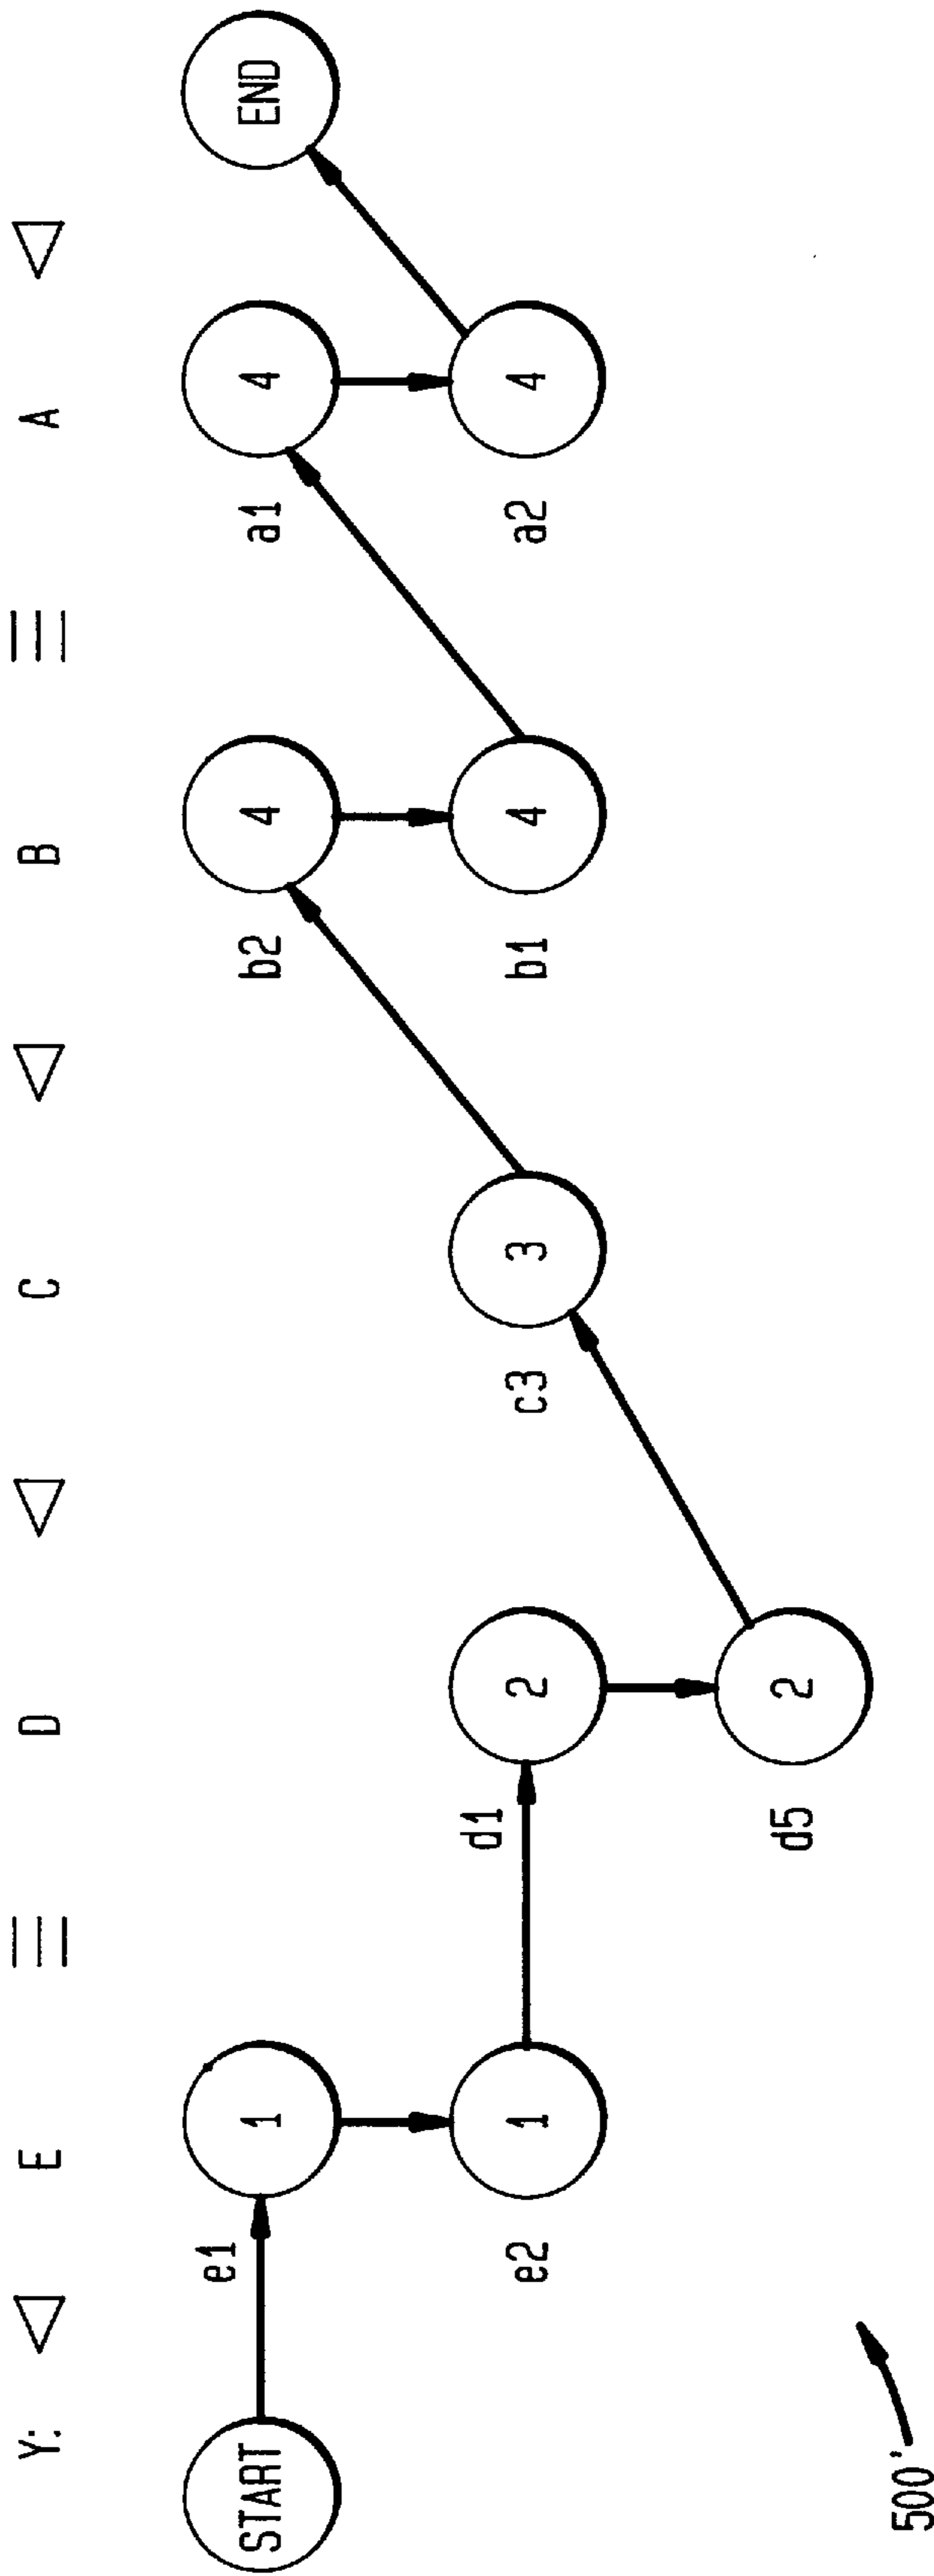 Y: ◁ E ≡ D ◁ C ◁ B ≡ A ◁
START e1 1 b2 4 a1 4 END
e2 1 d1 2 c3 3 b1 4 a2 4
d5 2
500'